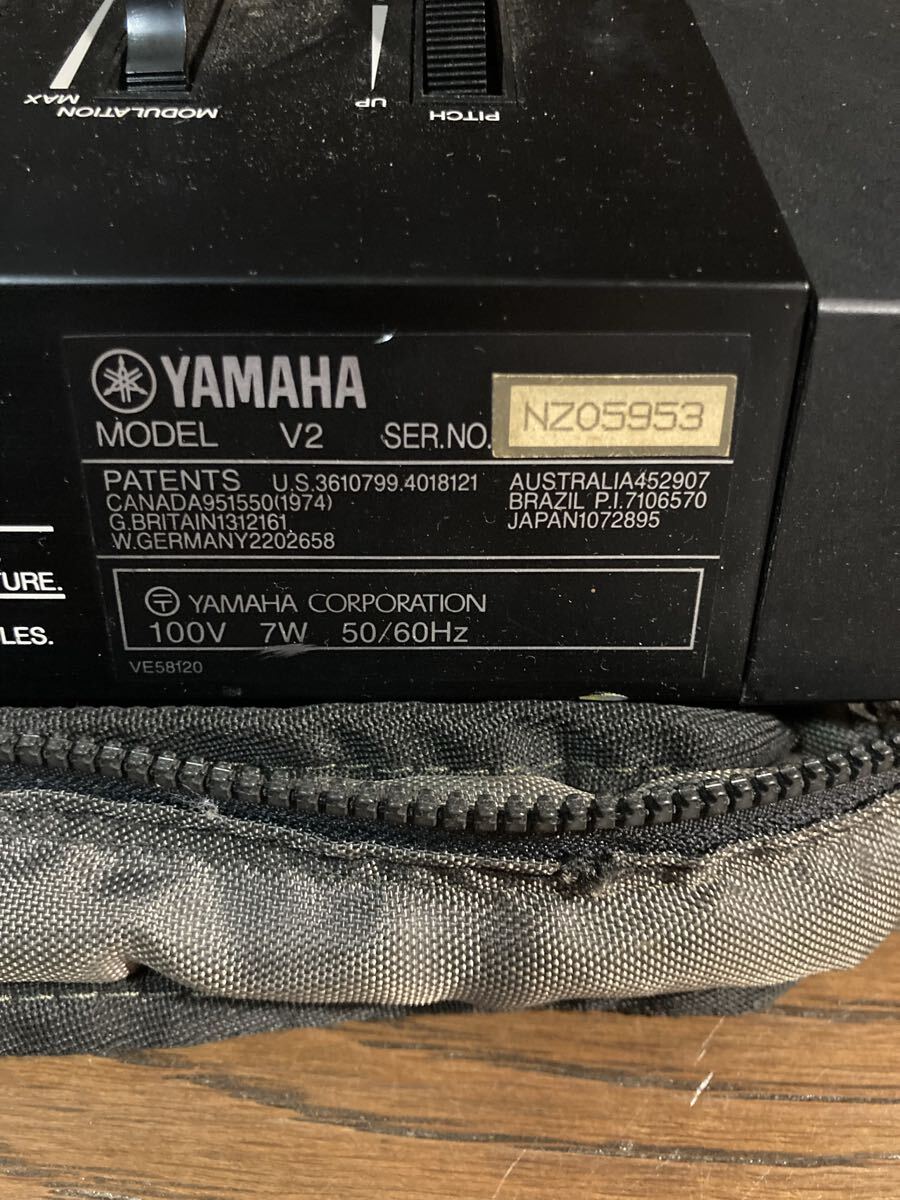 MAX
MODULATION
UP
PITCH
YAMAHA
MODEL V2 SER.NO. NZ05953
PATENTS U.S.3610799.4018121 AUSTRALIA452907
CANADA951550(1974) BRAZIL P.I.7106570
G.BRITAIN1312161 JAPAN1072895
W.GERMANY2202658
TURE.
LES.
YAMAHA CORPORATION
100V 7W 50/60Hz
VE58120